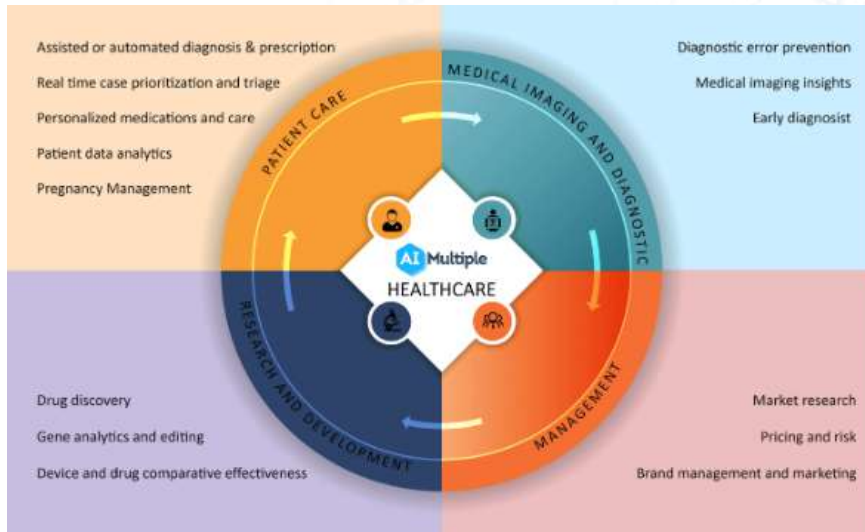 Assisted or automated diagnosis & prescription
Real time case prioritization and triage
Personalized medications and care
Patient data analytics
Pregnancy Management
Diagnostic error prevention
Medical imaging insights
Early diagnosist
PATIENT CARE
MEDICAL IMAGING AND DIAGNOSTIC
AI Multiple
HEALTHCARE
RESEARCH AND DEVELOPMENT
MANAGEMENT
Drug discovery
Gene analytics and editing
Device and drug comparative effectiveness
Market research
Pricing and risk
Brand management and marketing